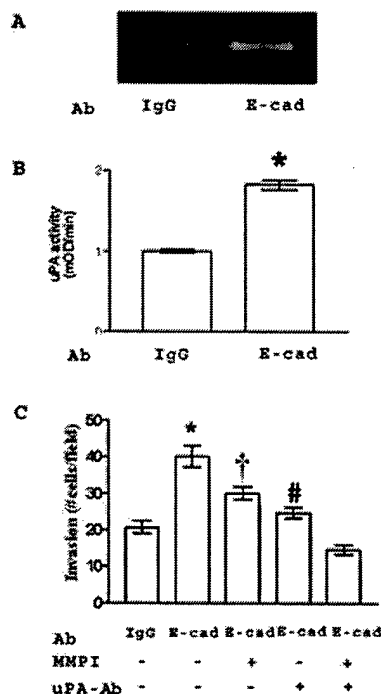 A
Ab IgG E-cad
B
uPA activity
(mOD/min)
2
*
1
0
Ab IgG E-cad
C
Invasion (#cells/field)
50
40
30
20
10
0
*
†
#
Ab IgG E-cad E-cad E-cad E-cad
MMPI - - + - +
uPA-Ab - - - + +